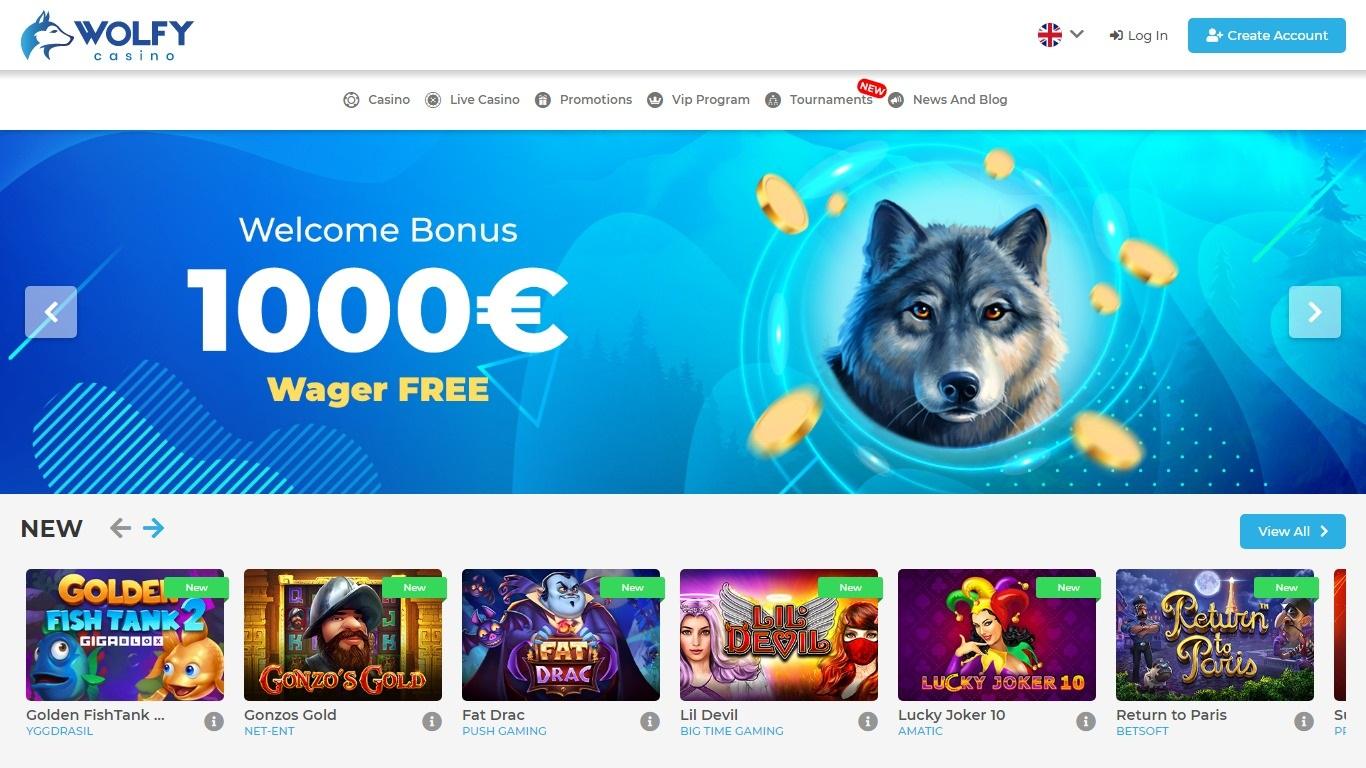 WOLFY
casino
Log In
Create Account
Casino
Live Casino
Promotions
Vip Program
Tournaments
NEW
News And Blog
Welcome Bonus
1000€
Wager FREE
NEW
View All
New
New
New
New
New
New
GOLDEN
FISH TANK 2
GIGABLOX
GONZO'S GOLD
FAT
DRAC
LIL'
DEVIL
LUCKY JOKER 10
Return
to
Paris
Golden FishTank ...
Gonzos Gold
Fat Drac
Lil Devil
Lucky Joker 10
Return to Paris
YGGDRASIL
NET-ENT
PUSH GAMING
BIG TIME GAMING
AMATIC
BETSOFT